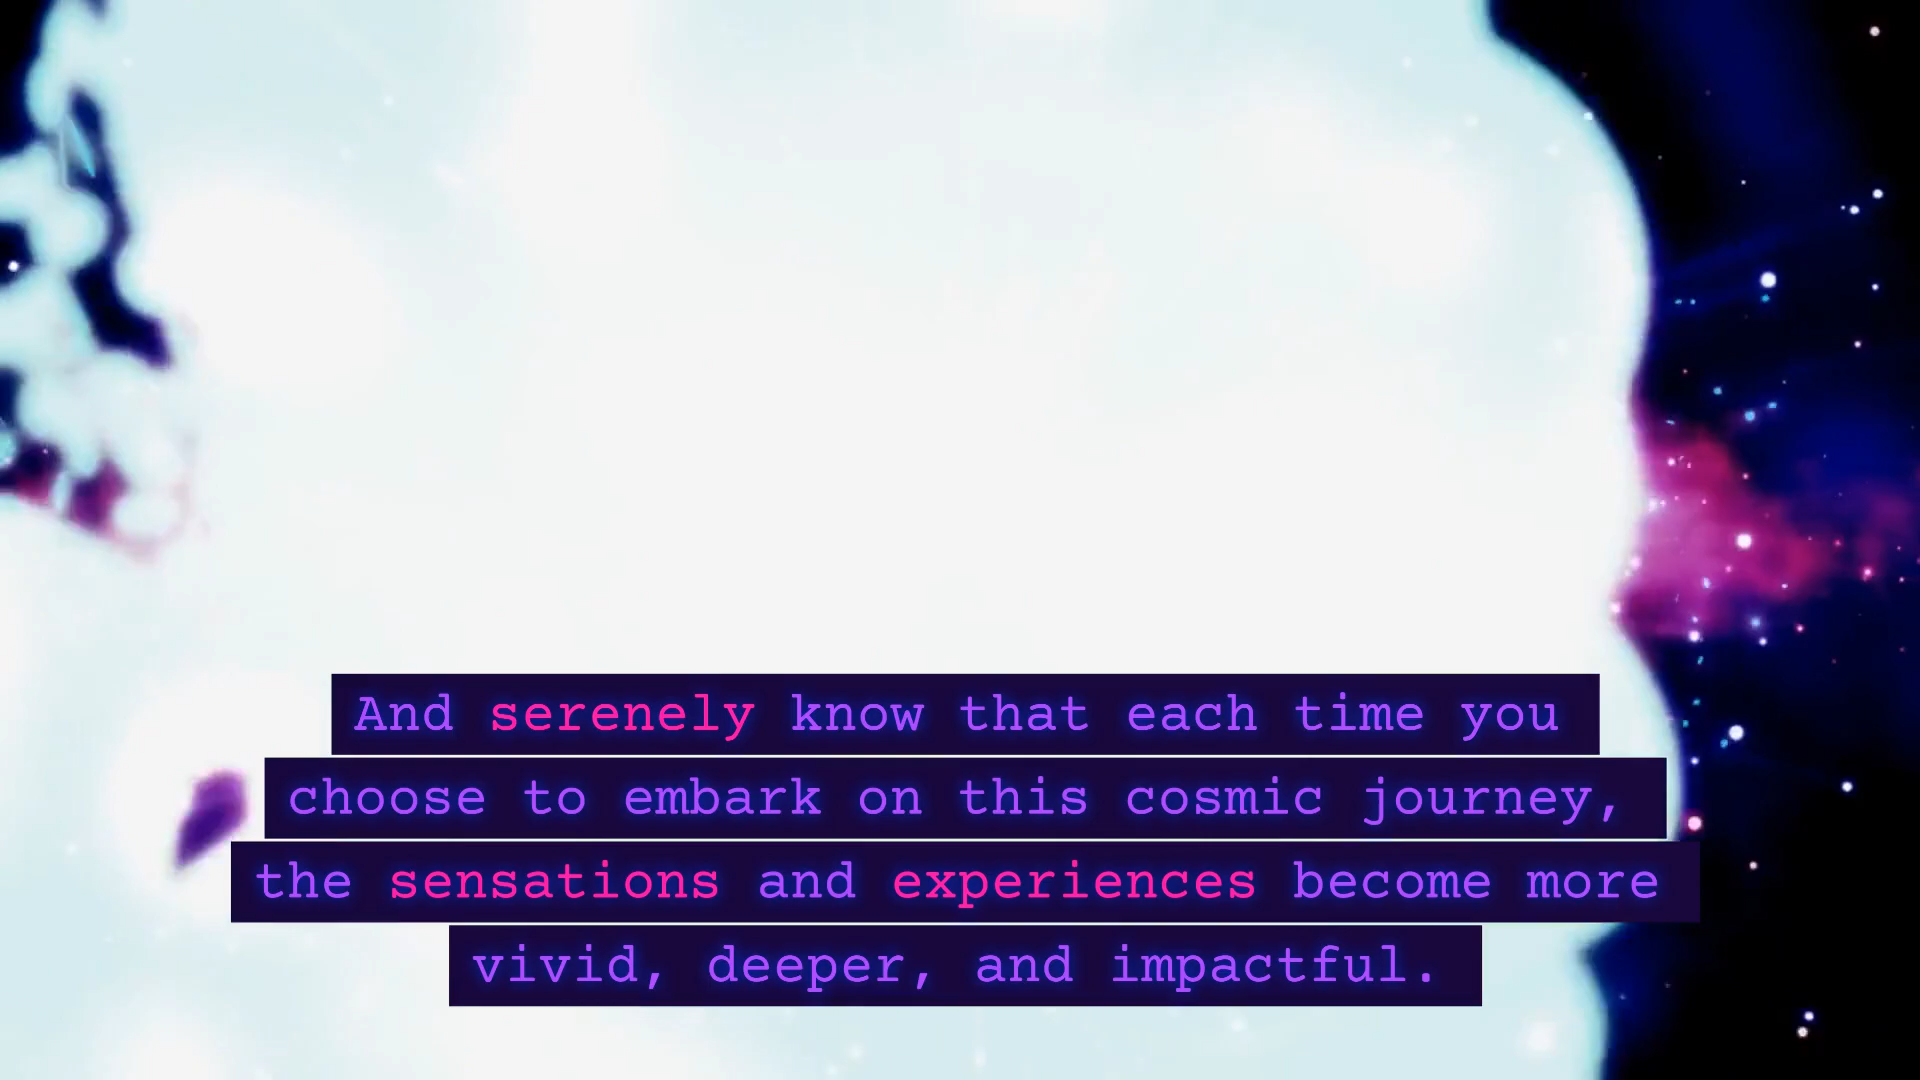 And serenely know that each time you
choose to embark on this cosmic journey,
the sensations and experiences become more
vivid, deeper, and impactful.